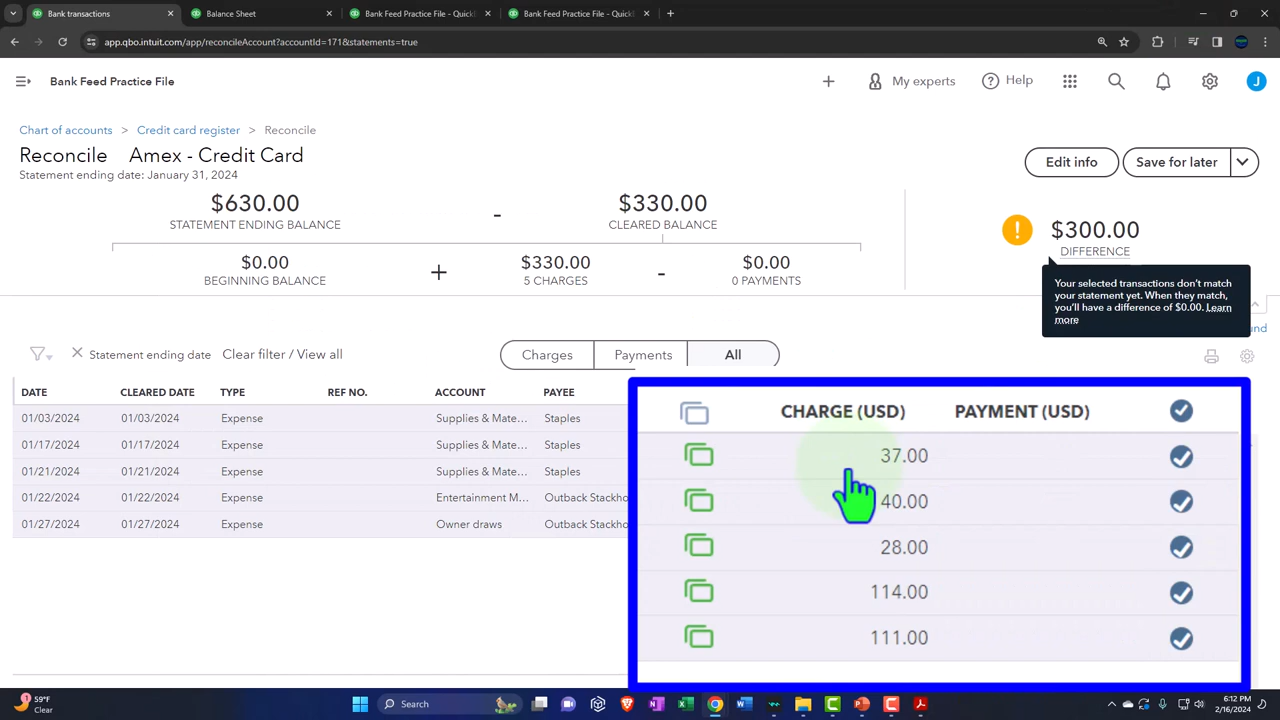 Bank transactions
Balance Sheet
Bank Feed Practice File - Quick
Bank Feed Practice File - Quick
app.qbo.intuit.com/app/reconcileAccount?accountId=171&statements=true
Bank Feed Practice File
My experts
Help
J
Chart of accounts > Credit card register > Reconcile
Reconcile Amex - Credit Card
Statement ending date: January 31, 2024
Edit info
Save for later
$630.00
STATEMENT ENDING BALANCE
-
$330.00
CLEARED BALANCE
$0.00
BEGINNING BALANCE
+
$330.00
5 CHARGES
-
$0.00
0 PAYMENTS
!
$300.00
DIFFERENCE
Your selected transactions don't match
your statement yet. When they match,
you'll have a difference of $0.00. Learn
more
und
Statement ending date
Clear filter / View all
Charges
Payments
All
DATE CLEARED DATE TYPE REF NO. ACCOUNT PAYEE CHARGE (USD) PAYMENT (USD)
01/03/2024 01/03/2024 Expense Supplies & Mate... Staples 37.00
01/17/2024 01/17/2024 Expense Supplies & Mate... Staples 40.00
01/21/2024 01/21/2024 Expense Supplies & Mate... Staples 28.00
01/22/2024 01/22/2024 Expense Entertainment M... Outback Stackho 114.00
01/27/2024 01/27/2024 Expense Owner draws Outback Stackho 111.00
1
59°F
Clear
Search
6:12 PM
2/16/2024